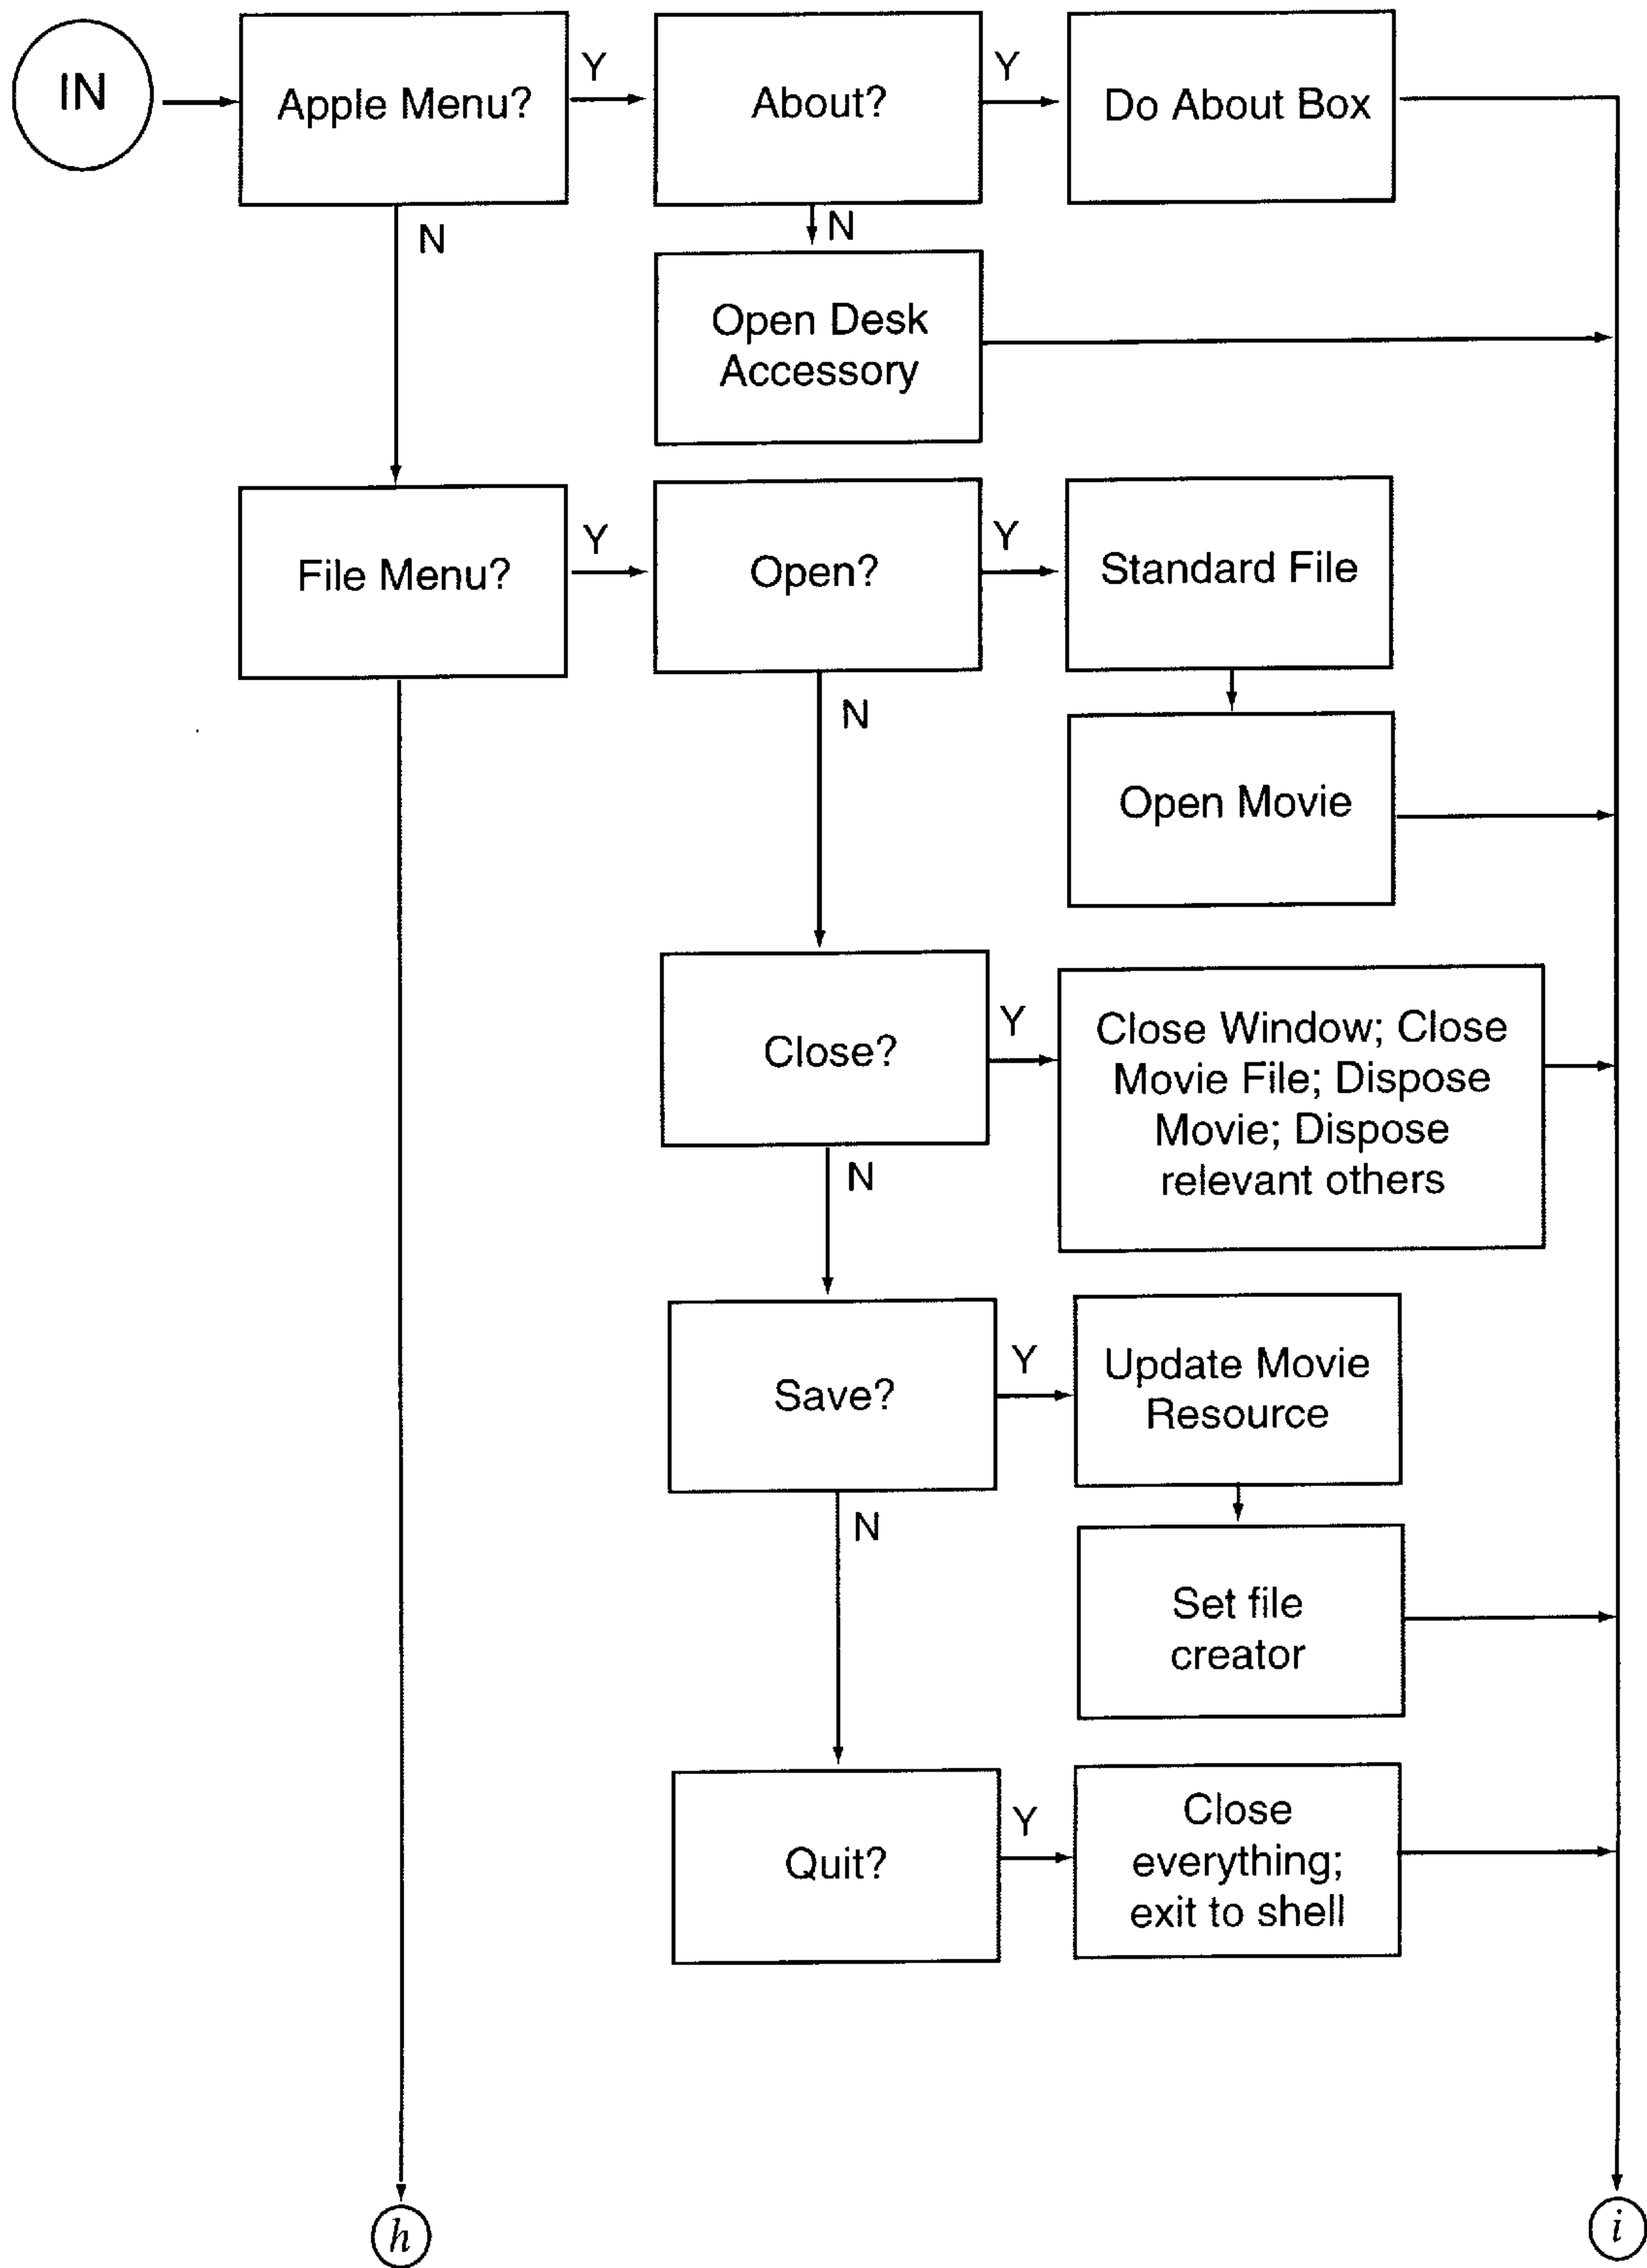 IN
Apple Menu?
Y
About?
Y
Do About Box
N
N
Open Desk
Accessory
File Menu?
Y
Open?
Y
Standard File
N
Open Movie
Close?
Y
Close Window; Close
Movie File; Dispose
Movie; Dispose
relevant others
N
Save?
Y
Update Movie
Resource
N
Set file
creator
Quit?
Y
Close
everything;
exit to shell
h
i